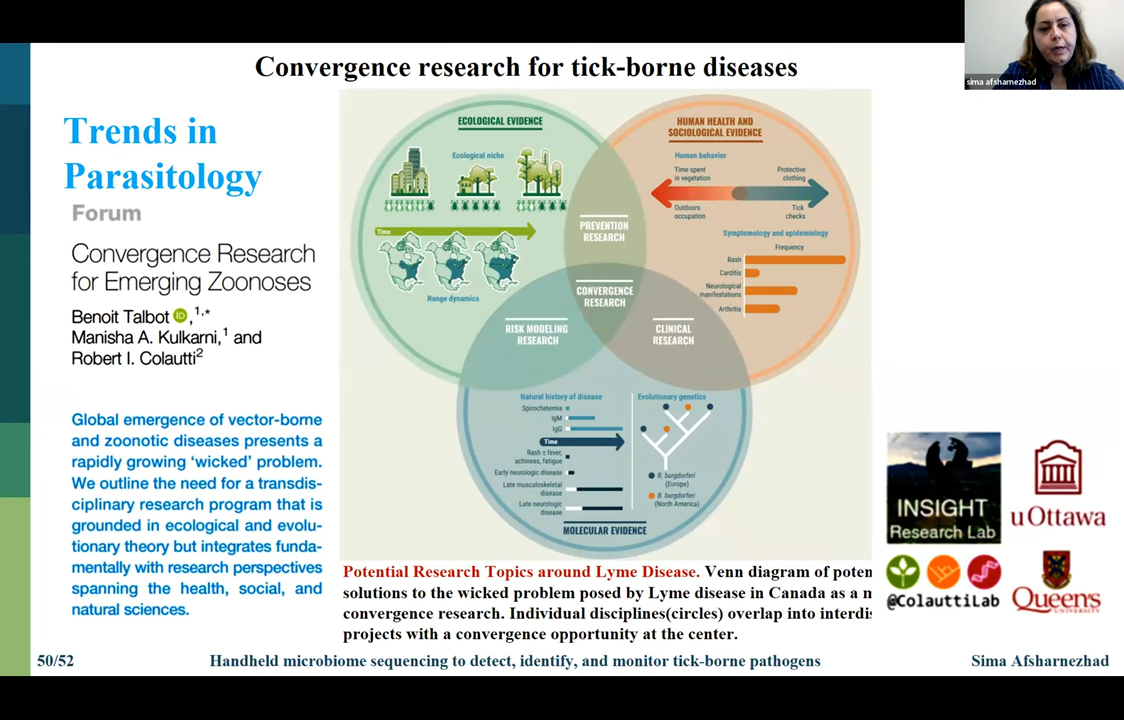 sima afsharnezhad
Convergence research for tick-borne diseases
Trends in
Parasitology
Forum
Convergence Research
for Emerging Zoonoses
Benoit Talbot iD,1,*
Manisha A. Kulkarni,1 and
Robert I. Colautti2
Global emergence of vector-borne
and zoonotic diseases presents a
rapidly growing 'wicked' problem.
We outline the need for a transdis-
ciplinary research program that is
grounded in ecological and evolu-
tionary theory but integrates funda-
mentally with research perspectives
spanning the health, social, and
natural sciences.
ECOLOGICAL EVIDENCE
Ecological niche
Time
Range dynamics
HUMAN HEALTH AND
SOCIOLOGICAL EVIDENCE
Human behavior
Time spent
in vegetation
Protective
clothing
Outdoors
occupation
Tick
checks
Symptomology and epidemiology
Frequency
Rash
Carditis
Neurological
manifestations
Arthritis
PREVENTION
RESEARCH
CONVERGENCE
RESEARCH
RISK MODELING
RESEARCH
CLINICAL
RESEARCH
Natural history of disease
Spirochetemia
IgM
IgG
Time
Rash ± fever,
achiness, fatigue
Early neurologic disease
Late musculoskeletal
disease
Late neurologic
disease
Evolutionary genetics
B. burgdorferi
(Europe)
B. burgdorferi
(North America)
MOLECULAR EVIDENCE
Potential Research Topics around Lyme Disease. Venn diagram of poten
solutions to the wicked problem posed by Lyme disease in Canada as a m
convergence research. Individual disciplines(circles) overlap into interdis
projects with a convergence opportunity at the center.
INSIGHT
Research Lab
uOttawa
@ColauttiLab
Queen's
UNIVERSITY
50/52
Handheld microbiome sequencing to detect, identify, and monitor tick-borne pathogens
Sima Afsharnezhad